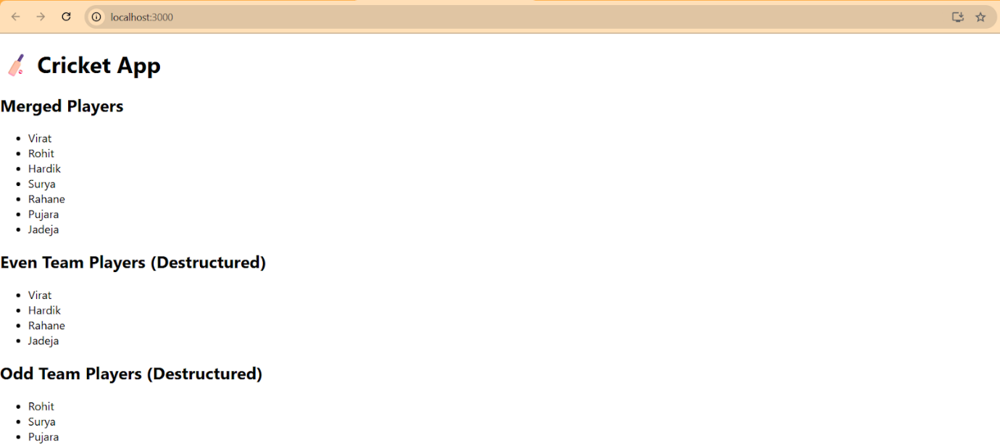 localhost:3000
Cricket App
Merged Players
Virat
Rohit
Hardik
Surya
Rahane
Pujara
Jadeja
Even Team Players (Destructured)
Virat
Hardik
Rahane
Jadeja
Odd Team Players (Destructured)
Rohit
Surya
Pujara